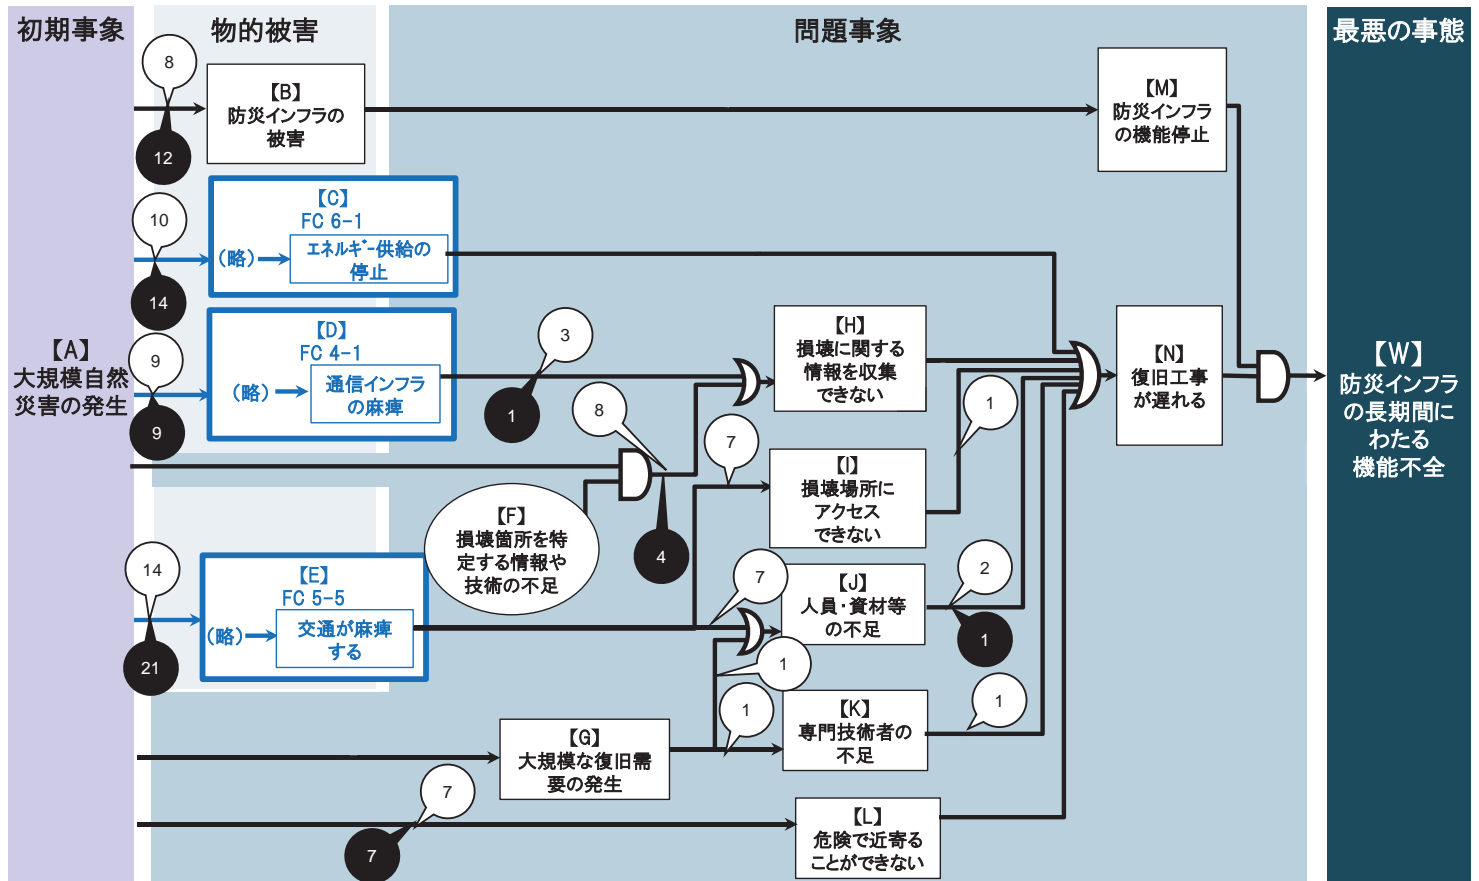 初期事象
物的被害
問題事象
最悪の事態
8
12
【B】
防災インフラの
被害
【M】
防災インフラ
の機能停止
10
14
【C】
FC 6-1
(略)
エネルギー供給の
停止
【A】
大規模自然
災害の発生
9
9
【D】
FC 4-1
(略)
通信インフラ
の麻痺
3
1
【H】
損壊に関する
情報を収集
できない
【N】
復旧工事
が遅れる
【W】
防災インフラ
の長期間に
わたる
機能不全
8
4
7
1
【F】
損壊箇所を特
定する情報や
技術の不足
【I】
損壊場所に
アクセス
できない
14
21
【E】
FC 5-5
(略)
交通が麻痺
する
7
【J】
人員・資材等
の不足
2
1
1
1
【G】
大規模な復旧需
要の発生
【K】
専門技術者の
不足
1
7
7
【L】
危険で近寄る
ことができない